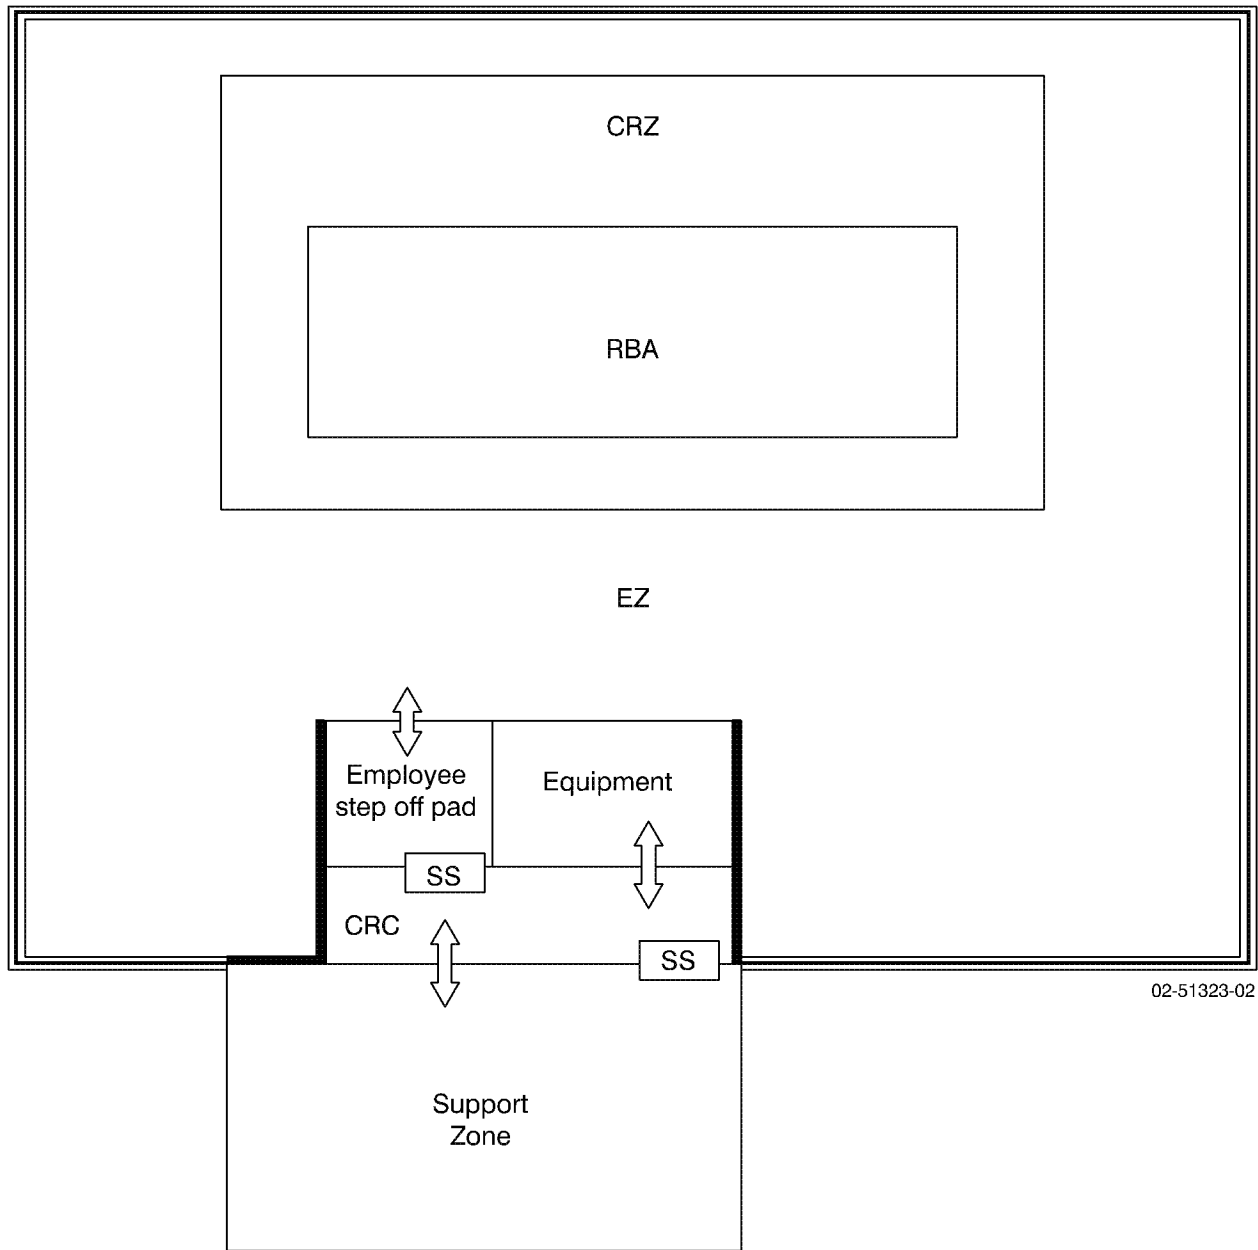 CRZ
RBA
EZ
Employee
step off pad
Equipment
SS
CRC
SS
02-51323-02
Support
Zone